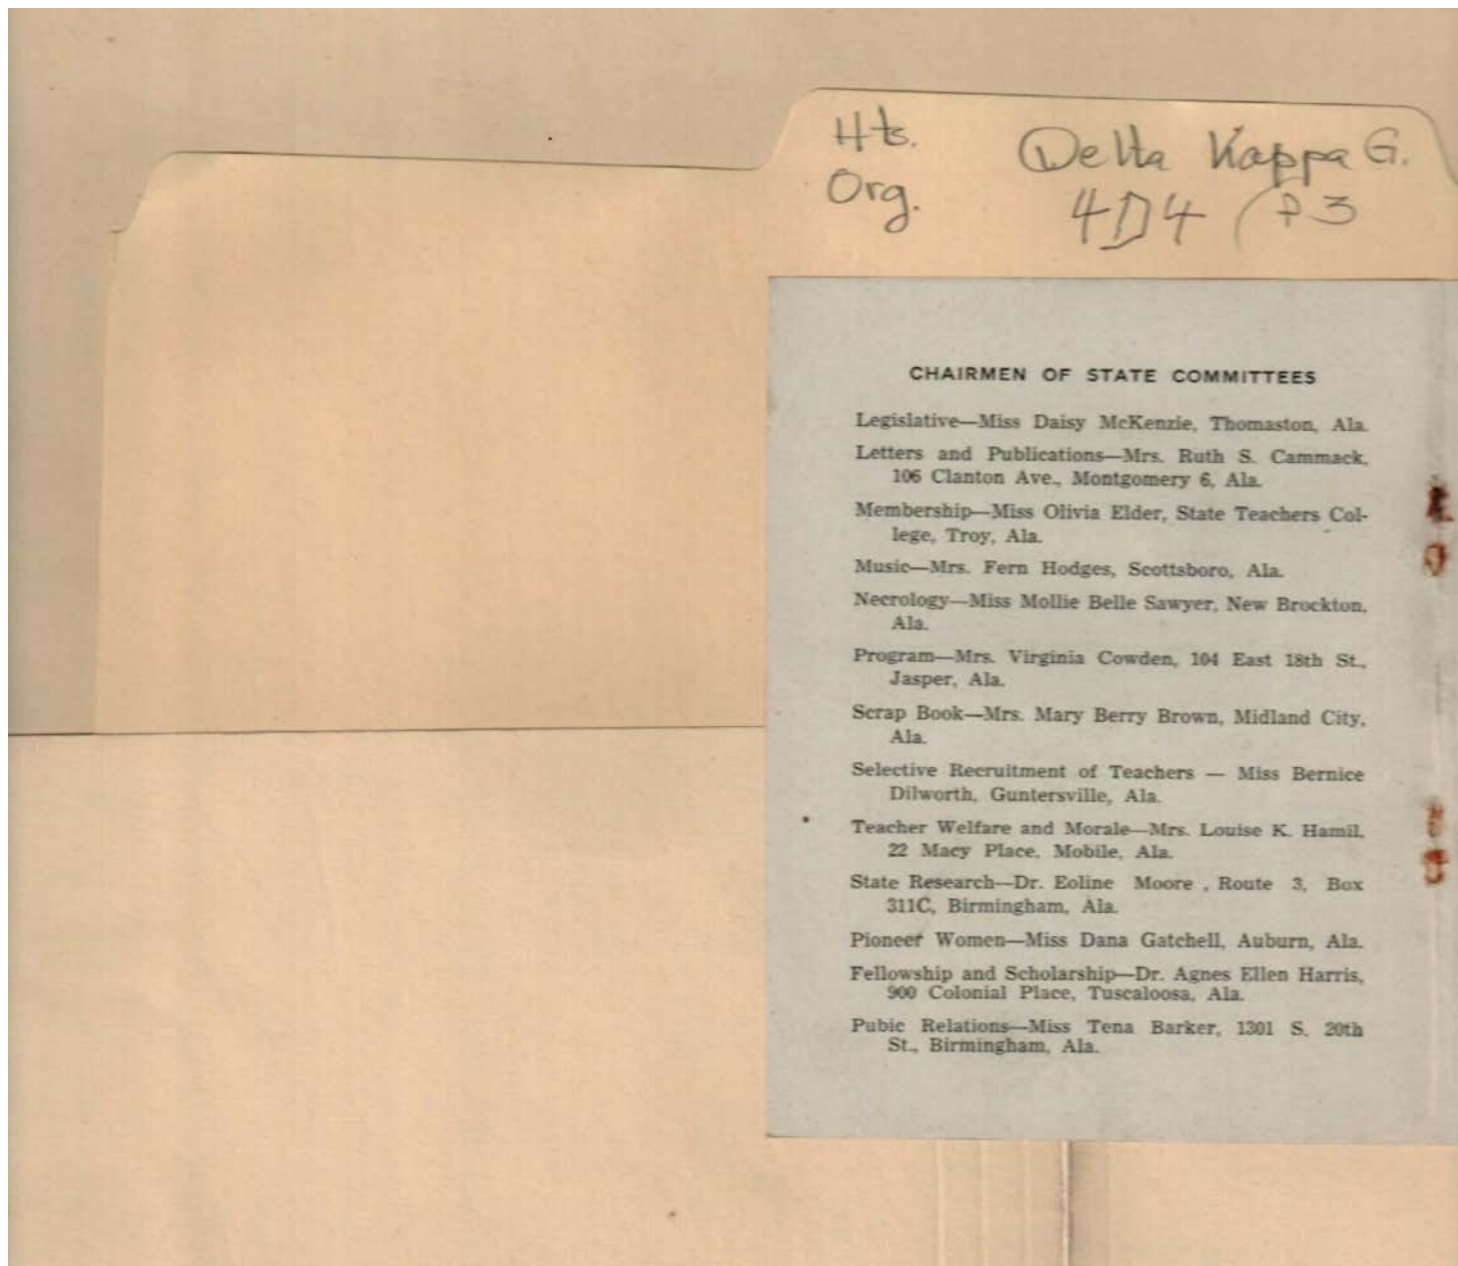 Hts. Delta Kappa G.
Org. 4D4 (P3
CHAIRMEN OF STATE COMMITTEES
Legislative—Miss Daisy McKenzie, Thomaston, Ala.
Letters and Publications—Mrs. Ruth S. Cammack,
106 Clanton Ave., Montgomery 6, Ala.
Membership—Miss Olivia Elder, State Teachers Col-
lege, Troy, Ala.
Music—Mrs. Fern Hodges, Scottsboro, Ala.
Necrology—Miss Mollie Belle Sawyer, New Brockton,
Ala.
Program—Mrs. Virginia Cowden, 104 East 18th St.,
Jasper, Ala.
Scrap Book—Mrs. Mary Berry Brown, Midland City,
Ala.
Selective Recruitment of Teachers — Miss Bernice
Dilworth, Guntersville, Ala.
Teacher Welfare and Morale—Mrs. Louise K. Hamil,
22 Macy Place, Mobile, Ala.
State Research—Dr. Eoline Moore , Route 3, Box
311C, Birmingham, Ala.
Pioneer Women—Miss Dana Gatchell, Auburn, Ala.
Fellowship and Scholarship—Dr. Agnes Ellen Harris,
900 Colonial Place, Tuscaloosa, Ala.
Pubic Relations—Miss Tena Barker, 1301 S. 20th
St., Birmingham, Ala.